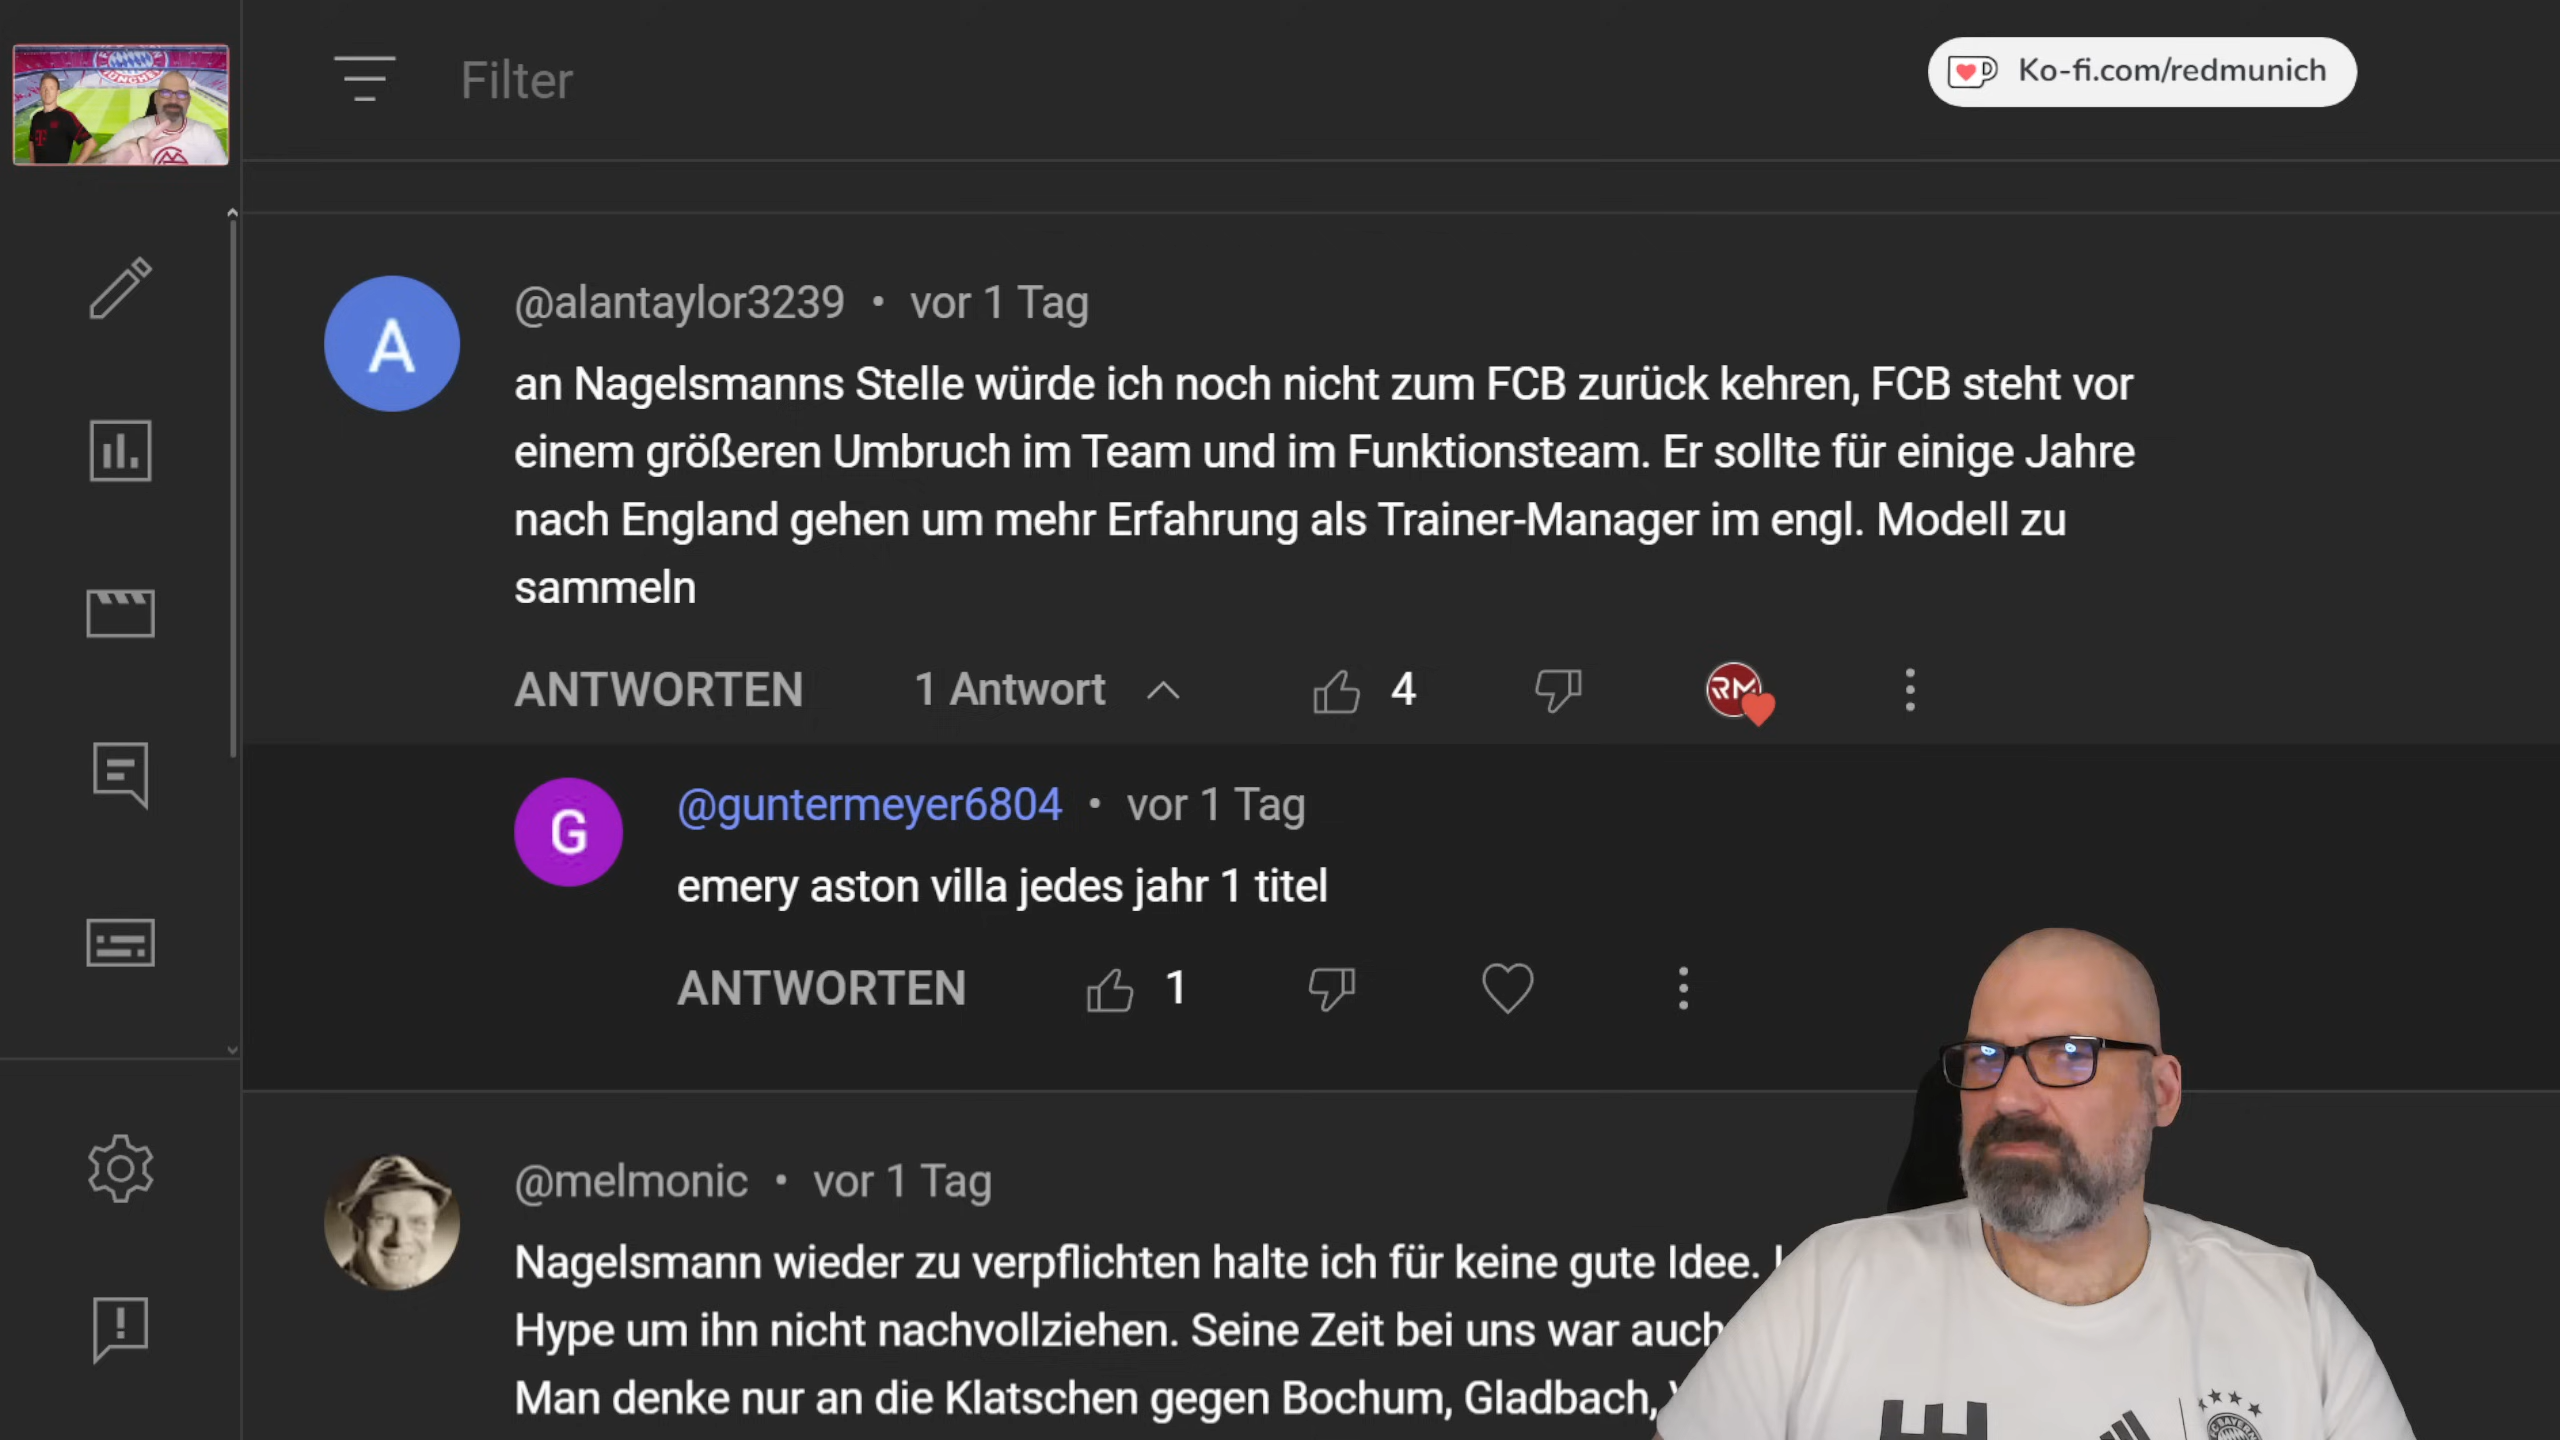 Filter
Ko-fi.com/redmunich
@alantaylor3239 • vor 1 Tag
an Nagelsmanns Stelle würde ich noch nicht zum FCB zurück kehren, FCB steht vor
einem größeren Umbruch im Team und im Funktionsteam. Er sollte für einige Jahre
nach England gehen um mehr Erfahrung als Trainer-Manager im engl. Modell zu
sammeln
ANTWORTEN 1 Antwort 4
A
RM
@guntermeyer6804 • vor 1 Tag
G
emery aston villa jedes jahr 1 titel
ANTWORTEN 1
@melmonic • vor 1 Tag
Nagelsmann wieder zu verpflichten halte ich für keine gute Idee.
Hype um ihn nicht nachvollziehen. Seine Zeit bei uns war auch
Man denke nur an die Klatschen gegen Bochum, Gladbach,
BAYERN